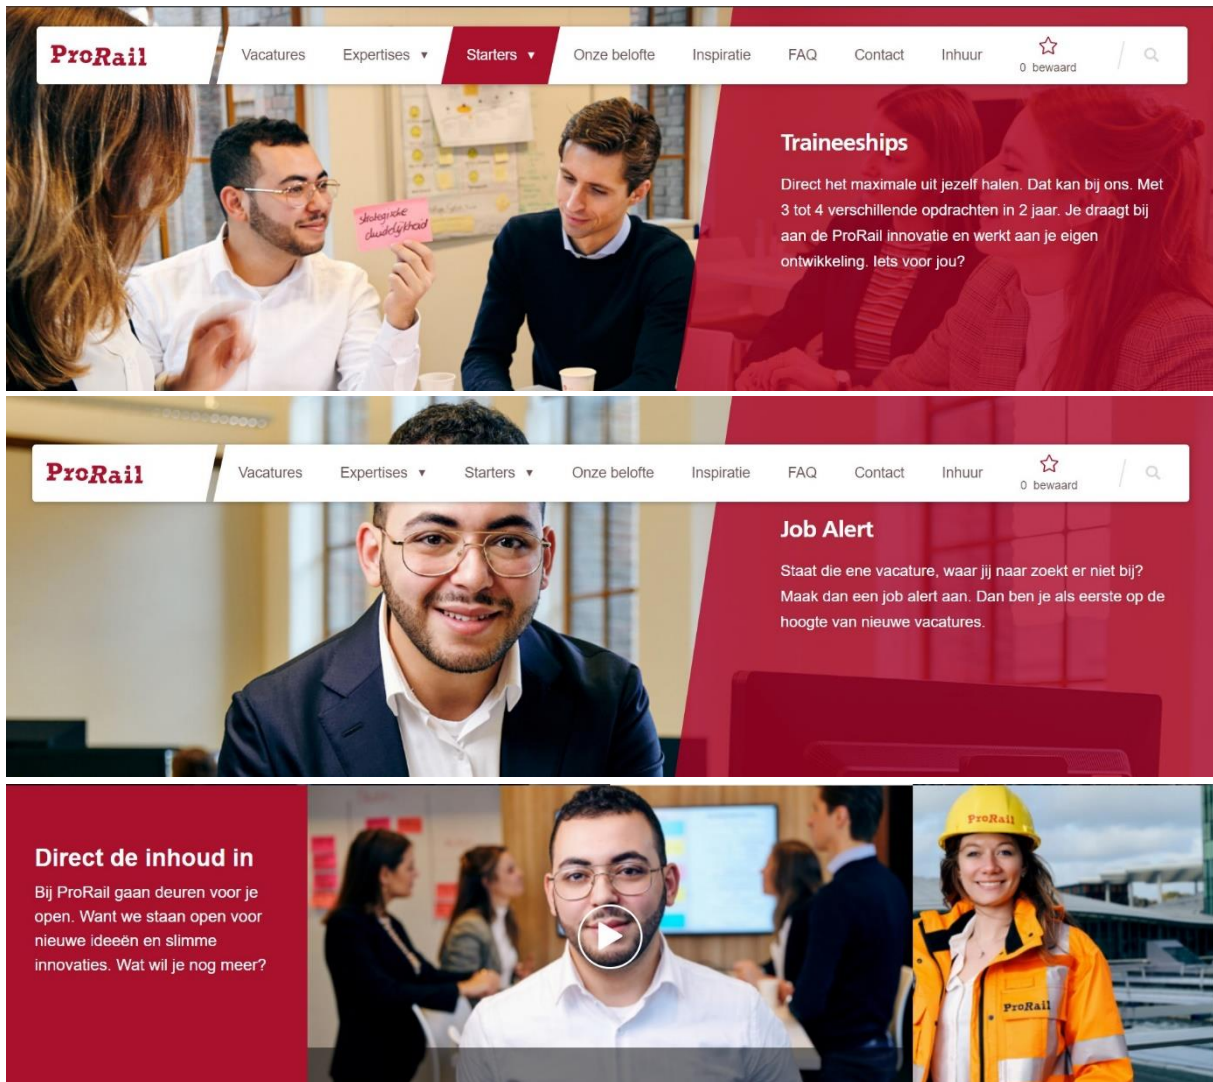 ProRail
Vacatures Expertises ▼ Starters ▼ Onze belofte Inspiratie FAQ Contact Inhuur 0 bewaard
strategische
duidelijkheid
Traineeships
Direct het maximale uit jezelf halen. Dat kan bij ons. Met
3 tot 4 verschillende opdrachten in 2 jaar. Je draagt bij
aan de ProRail innovatie en werkt aan je eigen
ontwikkeling. Iets voor jou?
ProRail
Vacatures Expertises ▼ Starters ▼ Onze belofte Inspiratie FAQ Contact Inhuur 0 bewaard
Job Alert
Staat die ene vacature, waar jij naar zoekt er niet bij?
Maak dan een job alert aan. Dan ben je als eerste op de
hoogte van nieuwe vacatures.
Direct de inhoud in
Bij ProRail gaan deuren voor je
open. Want we staan open voor
nieuwe ideeën en slimme
innovaties. Wat wil je nog meer?
ProRail
ProRail